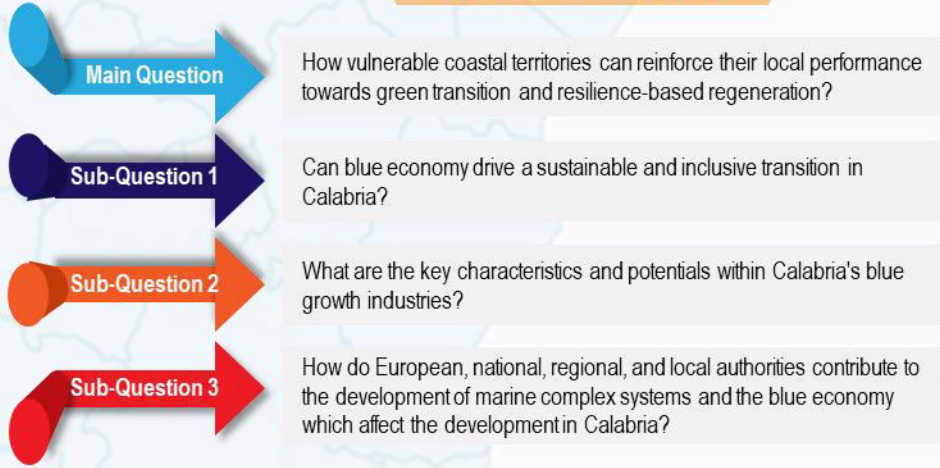 Main Question
How vulnerable coastal territories can reinforce their local performance
towards green transition and resilience-based regeneration?
Sub-Question 1
Can blue economy drive a sustainable and inclusive transition in
Calabria?
Sub-Question 2
What are the key characteristics and potentials within Calabria's blue
growth industries?
Sub-Question 3
How do European, national, regional, and local authorities contribute to
the development of marine complex systems and the blue economy
which affect the development in Calabria?